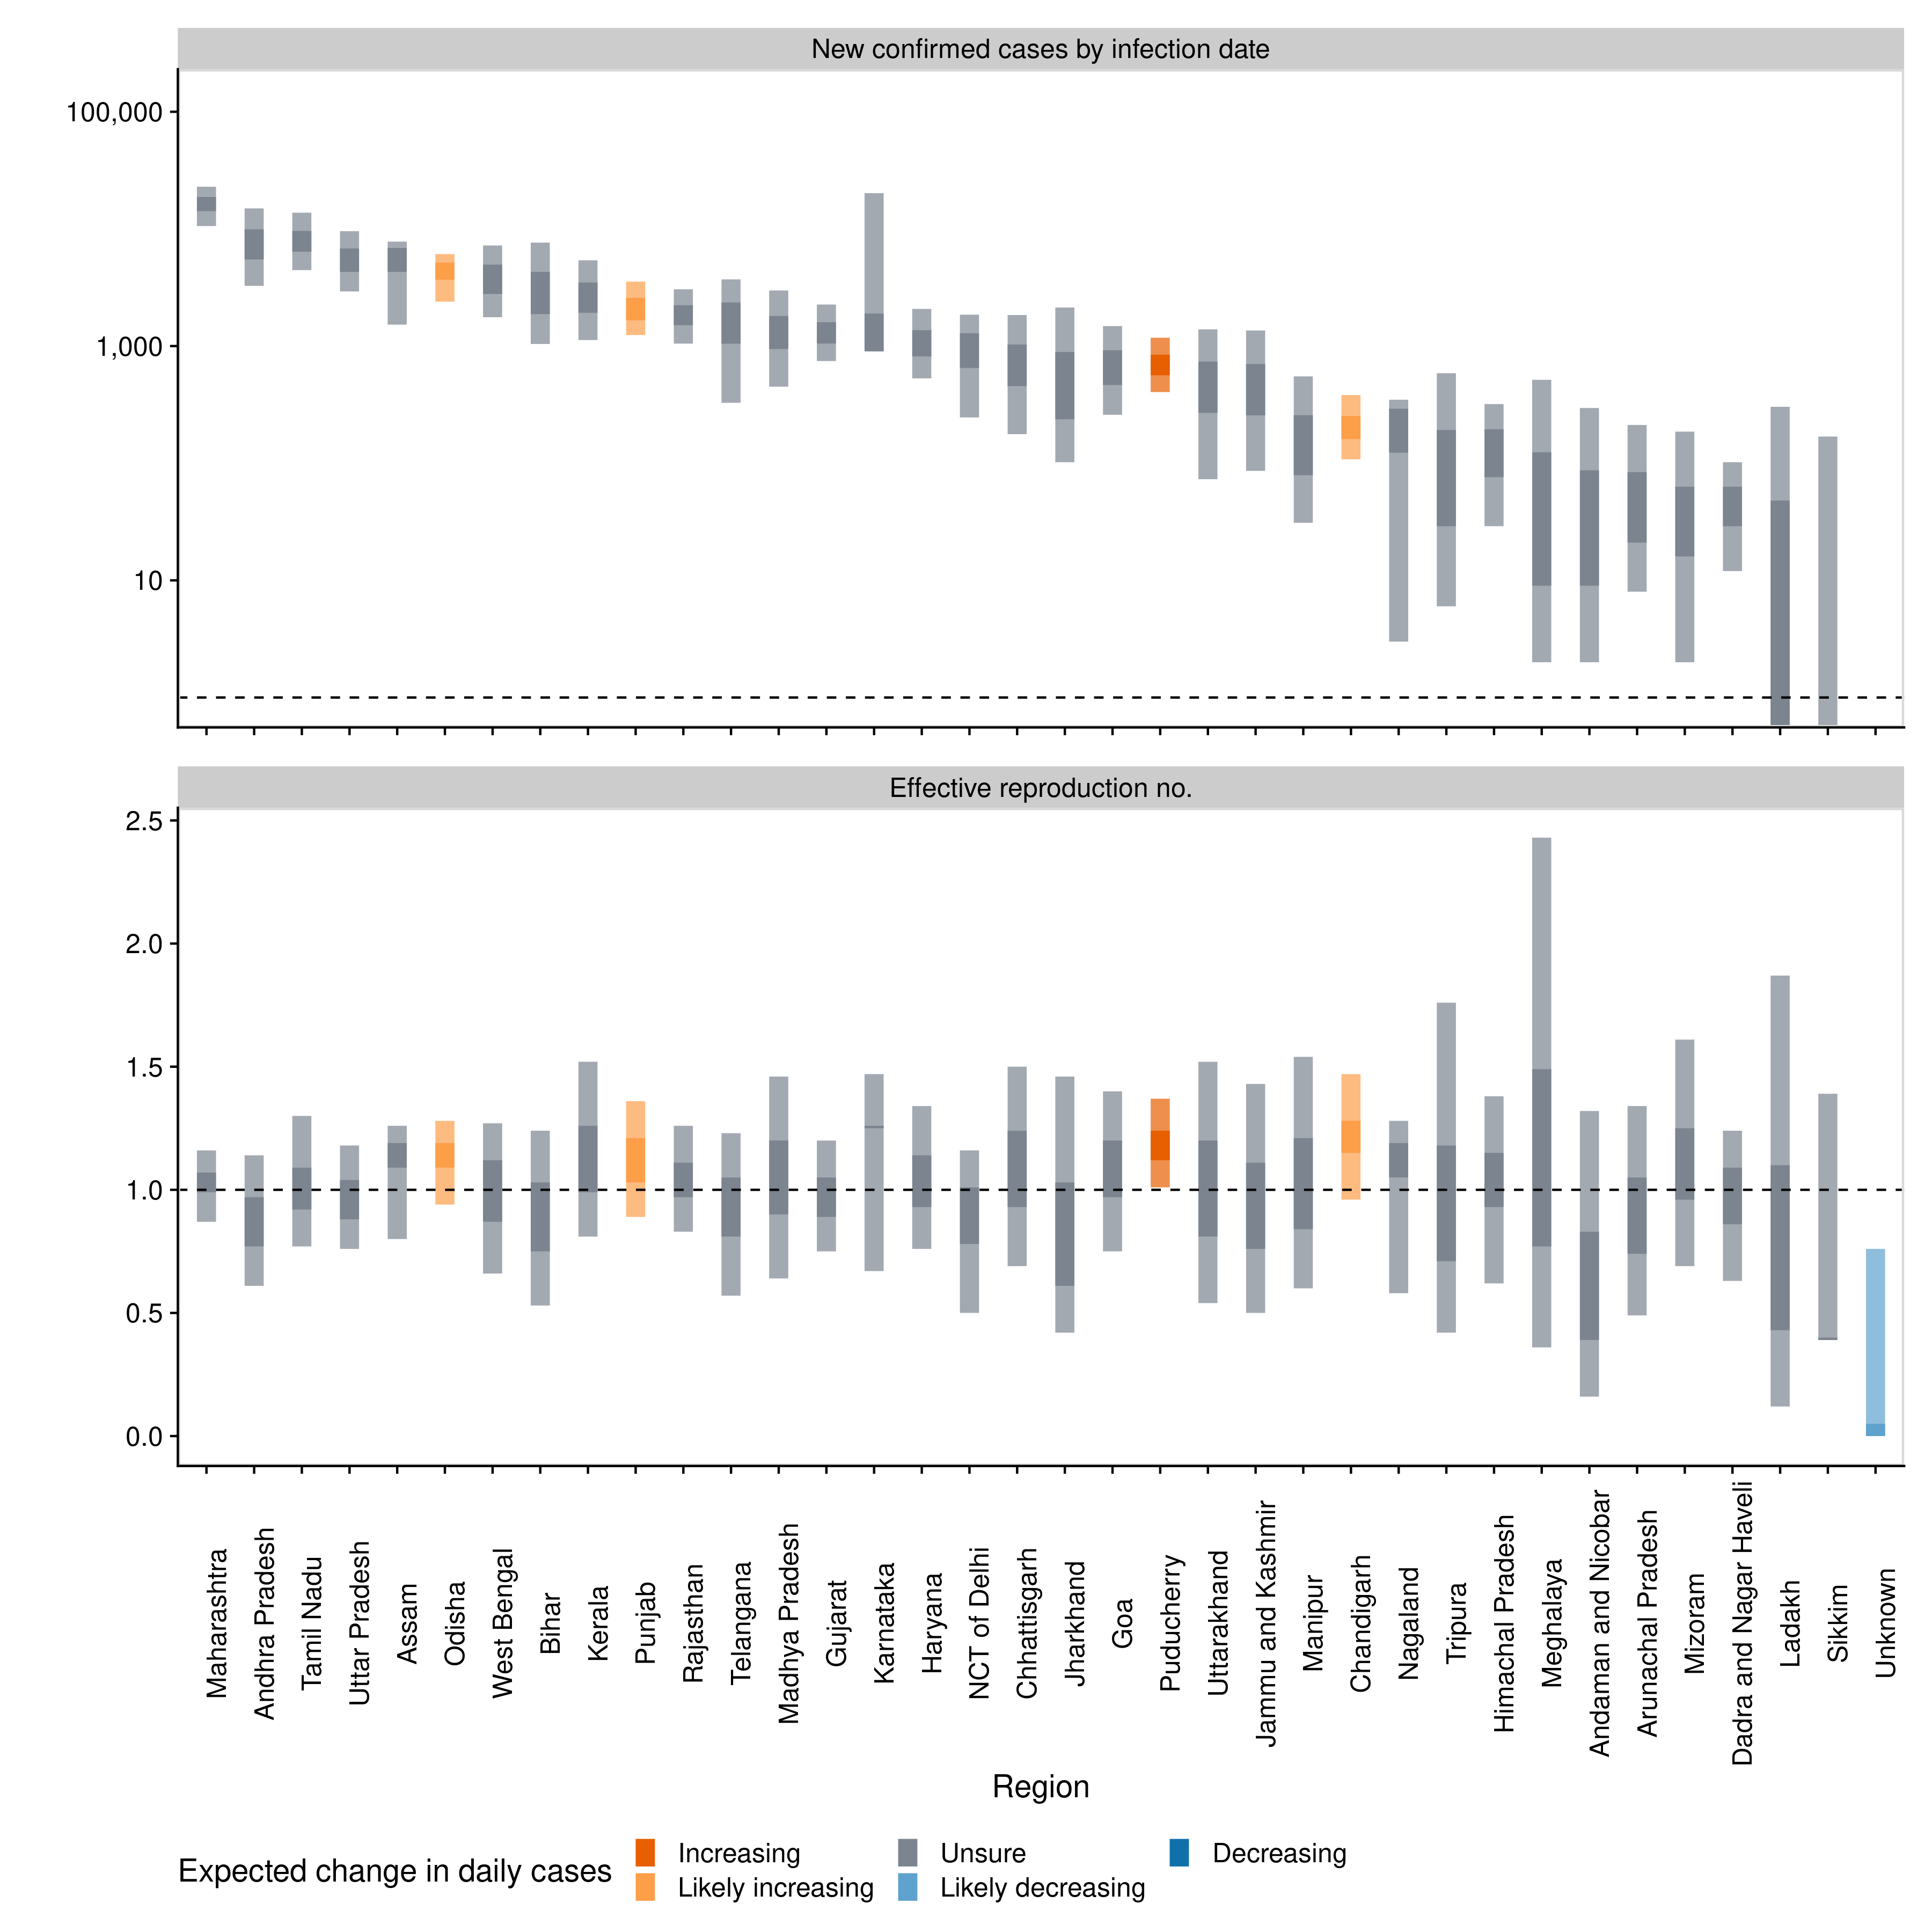 New confirmed cases by infection date
100,000
1,000
10
Effective reproduction no.
2.5
2.0
1.5
1.0
0.5
0.0
Maharashtra
Andhra Pradesh
Tamil Nadu
Uttar Pradesh
Assam
Odisha
West Bengal
Bihar
Kerala
Punjab
Rajasthan
Telangana
Madhya Pradesh
Gujarat
Karnataka
Haryana
NCT of Delhi
Chhattisgarh
Jharkhand
Goa
Puducherry
Uttarakhand
Jammu and Kashmir
Manipur
Chandigarh
Nagaland
Tripura
Himachal Pradesh
Meghalaya
Andaman and Nicobar
Arunachal Pradesh
Mizoram
Dadra and Nagar Haveli
Ladakh
Sikkim
Unknown
Region
Expected change in daily cases
Increasing
Likely increasing
Unsure
Likely decreasing
Decreasing